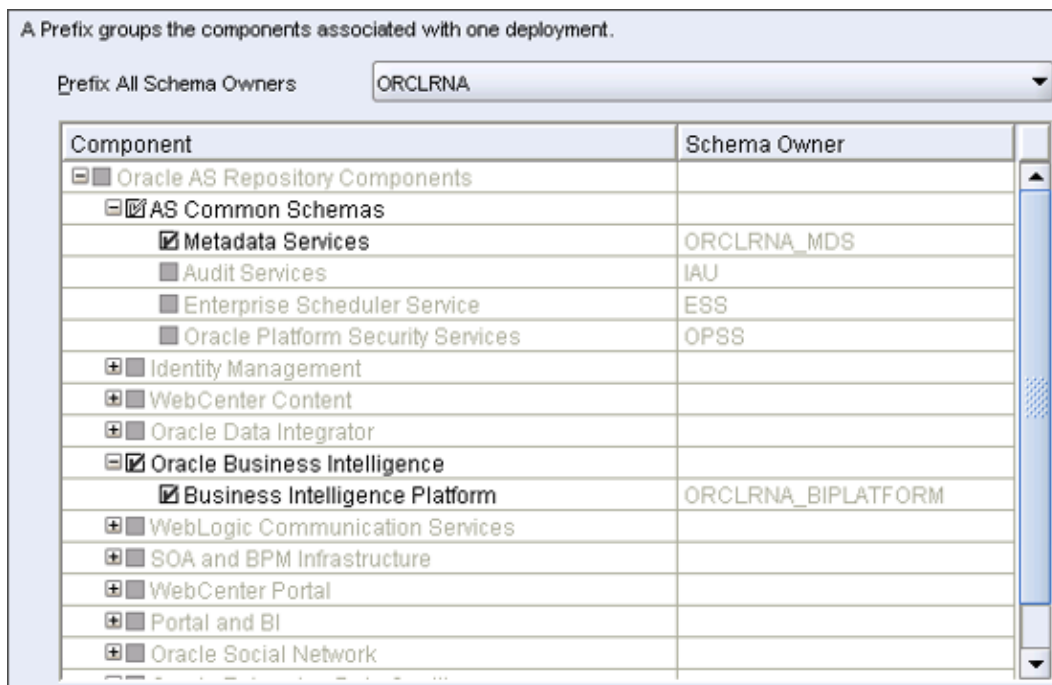 A Prefix groups the components associated with one deployment.
Prefix All Schema Owners ORCLRNA
Component Schema Owner
Oracle AS Repository Components
AS Common Schemas
Metadata Services ORCLRNA_MDS
Audit Services IAU
Enterprise Scheduler Service ESS
Oracle Platform Security Services OPSS
Identity Management
WebCenter Content
Oracle Data Integrator
Oracle Business Intelligence
Business Intelligence Platform ORCLRNA_BIPLATFORM
WebLogic Communication Services
SOA and BPM Infrastructure
WebCenter Portal
Portal and BI
Oracle Social Network